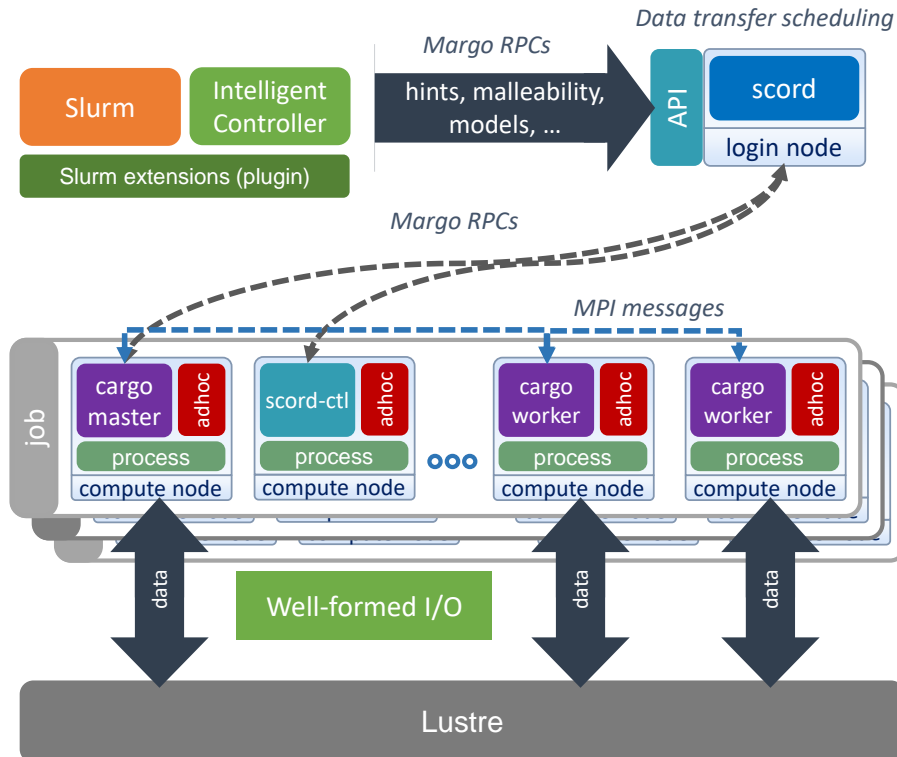 Data transfer scheduling
Margo RPCs
Slurm
Intelligent
Controller
hints, malleability,
models, ...
API
scord
login node
Slurm extensions (plugin)
Margo RPCs
MPI messages
job
cargo
master
adhoc
process
compute node
scord-ctl
adhoc
process
compute node
cargo
worker
adhoc
process
compute node
cargo
worker
adhoc
process
compute node
data
data
data
Well-formed I/O
Lustre